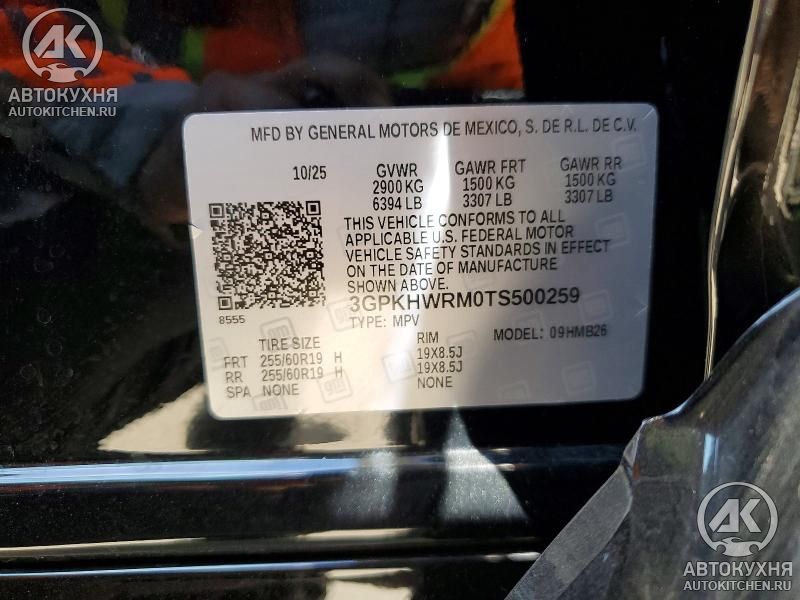 АК
АВТОКУХНЯ
AUTOKITCHEN.RU
MFD BY GENERAL MOTORS DE MEXICO, S. DE R.L. DE C.V.
10/25 GVWR GAWR FRT GAWR RR
2900 KG 1500 KG 1500 KG
6394 LB 3307 LB 3307 LB
THIS VEHICLE CONFORMS TO ALL
APPLICABLE U.S. FEDERAL MOTOR
VEHICLE SAFETY STANDARDS IN EFFECT
ON THE DATE OF MANUFACTURE
SHOWN ABOVE.
3GPKHWRM0TS500259
8555 TYPE: MPV MODEL: 09HMB26
TIRE SIZE RIM
FRT 255/60R19 H 19X8.5J
RR 255/60R19 H 19X8.5J
SPA NONE NONE
АК
АВТОКУХНЯ
AUTOKITCHEN.RU